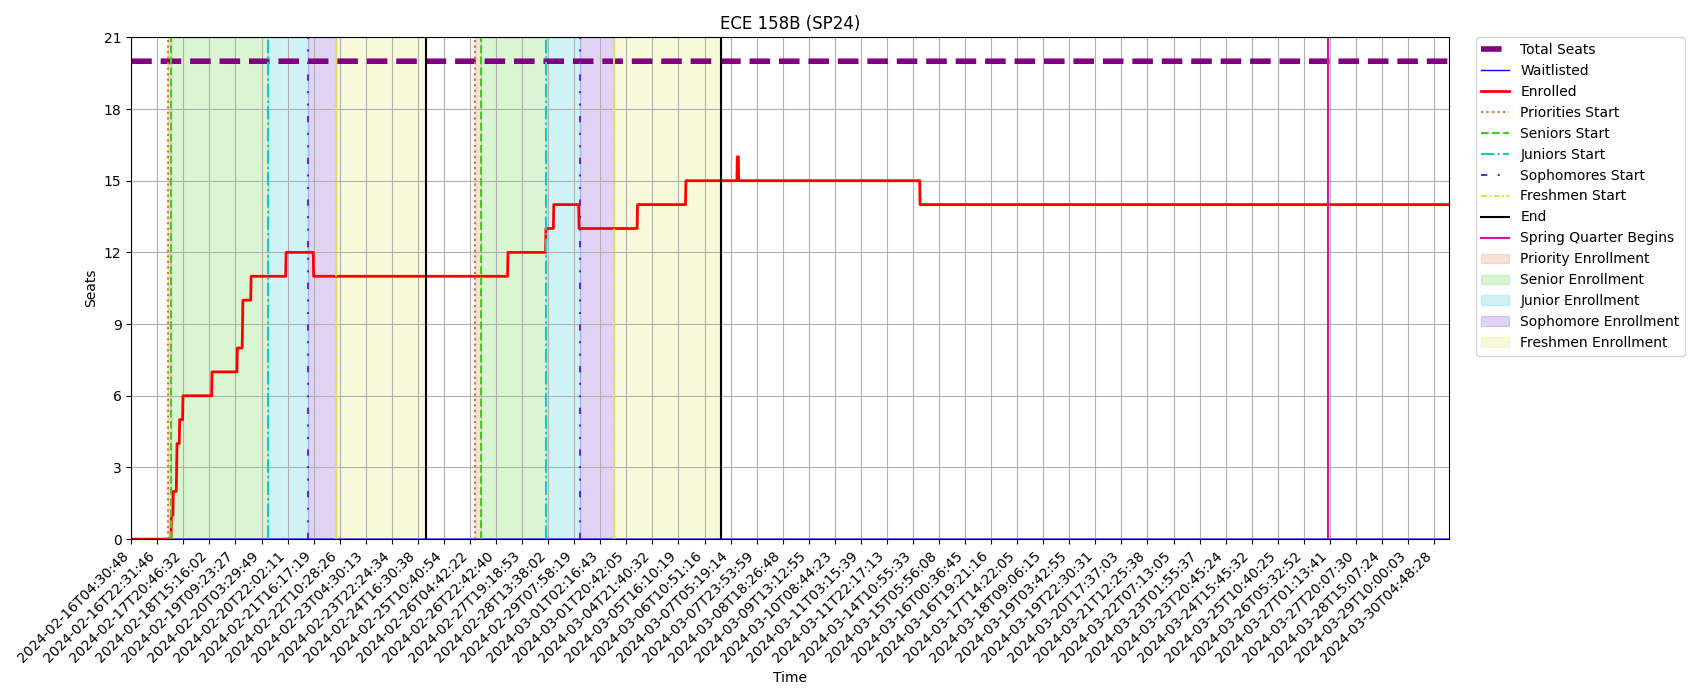 ECE 158B (SP24)
21
18
15
12
9
6
3
0
Seats
2024-02-16T04:30:48
2024-02-16T22:31:46
2024-02-17T20:46:32
2024-02-18T15:16:02
2024-02-19T09:23:27
2024-02-20T03:29:49
2024-02-20T22:02:11
2024-02-21T16:17:19
2024-02-22T10:28:26
2024-02-23T04:30:13
2024-02-23T22:24:34
2024-02-24T16:30:38
2024-02-25T10:40:54
2024-02-26T04:42:22
2024-02-26T22:42:40
2024-02-27T19:18:53
2024-02-28T13:38:02
2024-02-29T07:58:19
2024-03-01T02:16:43
2024-03-01T20:42:05
2024-03-04T21:40:32
2024-03-05T16:10:19
2024-03-06T10:51:16
2024-03-07T05:19:14
2024-03-07T23:53:59
2024-03-08T18:26:48
2024-03-09T13:12:55
2024-03-10T08:44:23
2024-03-11T03:15:39
2024-03-11T22:17:13
2024-03-14T10:55:33
2024-03-15T05:56:08
2024-03-16T00:36:45
2024-03-16T19:21:16
2024-03-17T14:22:05
2024-03-18T09:06:15
2024-03-19T03:42:55
2024-03-19T22:30:31
2024-03-20T17:37:03
2024-03-21T12:25:38
2024-03-22T07:13:05
2024-03-23T01:55:37
2024-03-23T20:45:24
2024-03-24T15:45:32
2024-03-25T10:40:25
2024-03-26T05:32:52
2024-03-27T01:13:41
2024-03-27T20:07:30
2024-03-28T15:07:24
2024-03-29T10:00:03
2024-03-30T04:48:28
Time
Total Seats
Waitlisted
Enrolled
Priorities Start
Seniors Start
Juniors Start
Sophomores Start
Freshmen Start
End
Spring Quarter Begins
Priority Enrollment
Senior Enrollment
Junior Enrollment
Sophomore Enrollment
Freshmen Enrollment